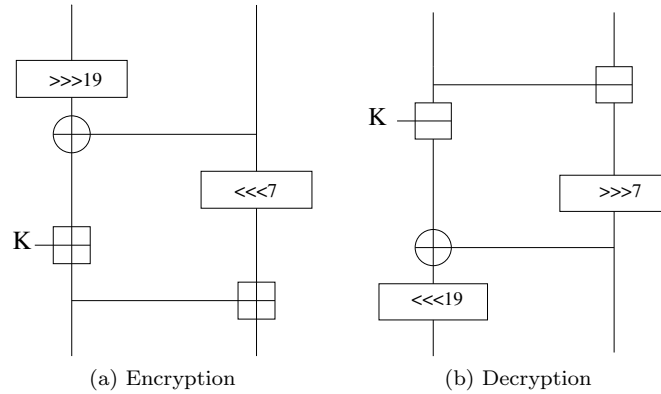 >>>19
<<<7
K
(a) Encryption
K
>>>7
<<<19
(b) Decryption